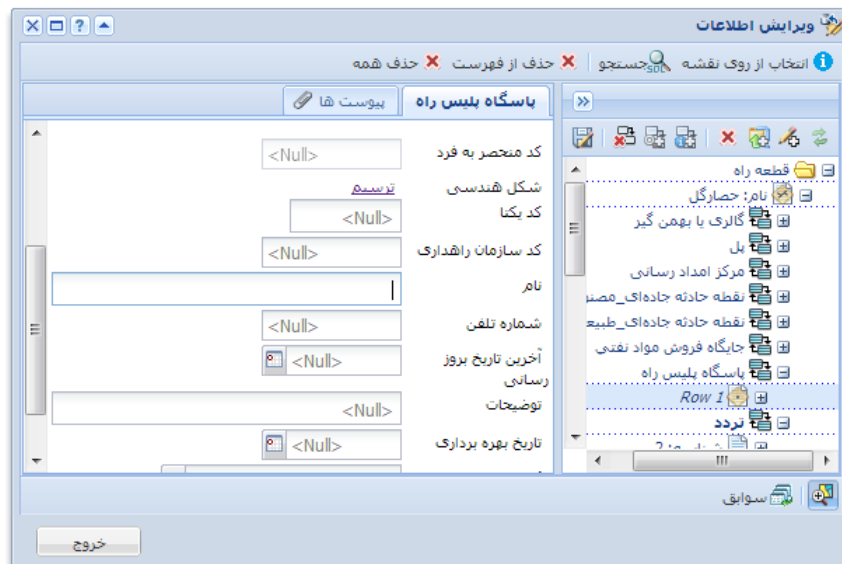 ویرایش اطلاعات
انتخاب از روی نقشه جستجو حذف از فهرست حذف همه
قطعه راه
نام: حصارگل
گالری یا بهمن گیر
پل
مرکز امداد رسانی
نقطه حادثه جاده‌ای_مصنو
نقطه حادثه جاده‌ای_طبیع
جایگاه فروش مواد نفتی
پاسگاه پلیس راه
Row 1
تردد
پاسگاه پلیس راه پیوست ها
کد منحصر به فرد <Null>
شکل هندسی ترسیم
کد یکتا <Null>
کد سازمان راهداری <Null>
نام
شماره تلفن <Null>
آخرین تاریخ بروز <Null>
رسانی
توضیحات <Null>
تاریخ بهره برداری <Null>
سوابق
خروج